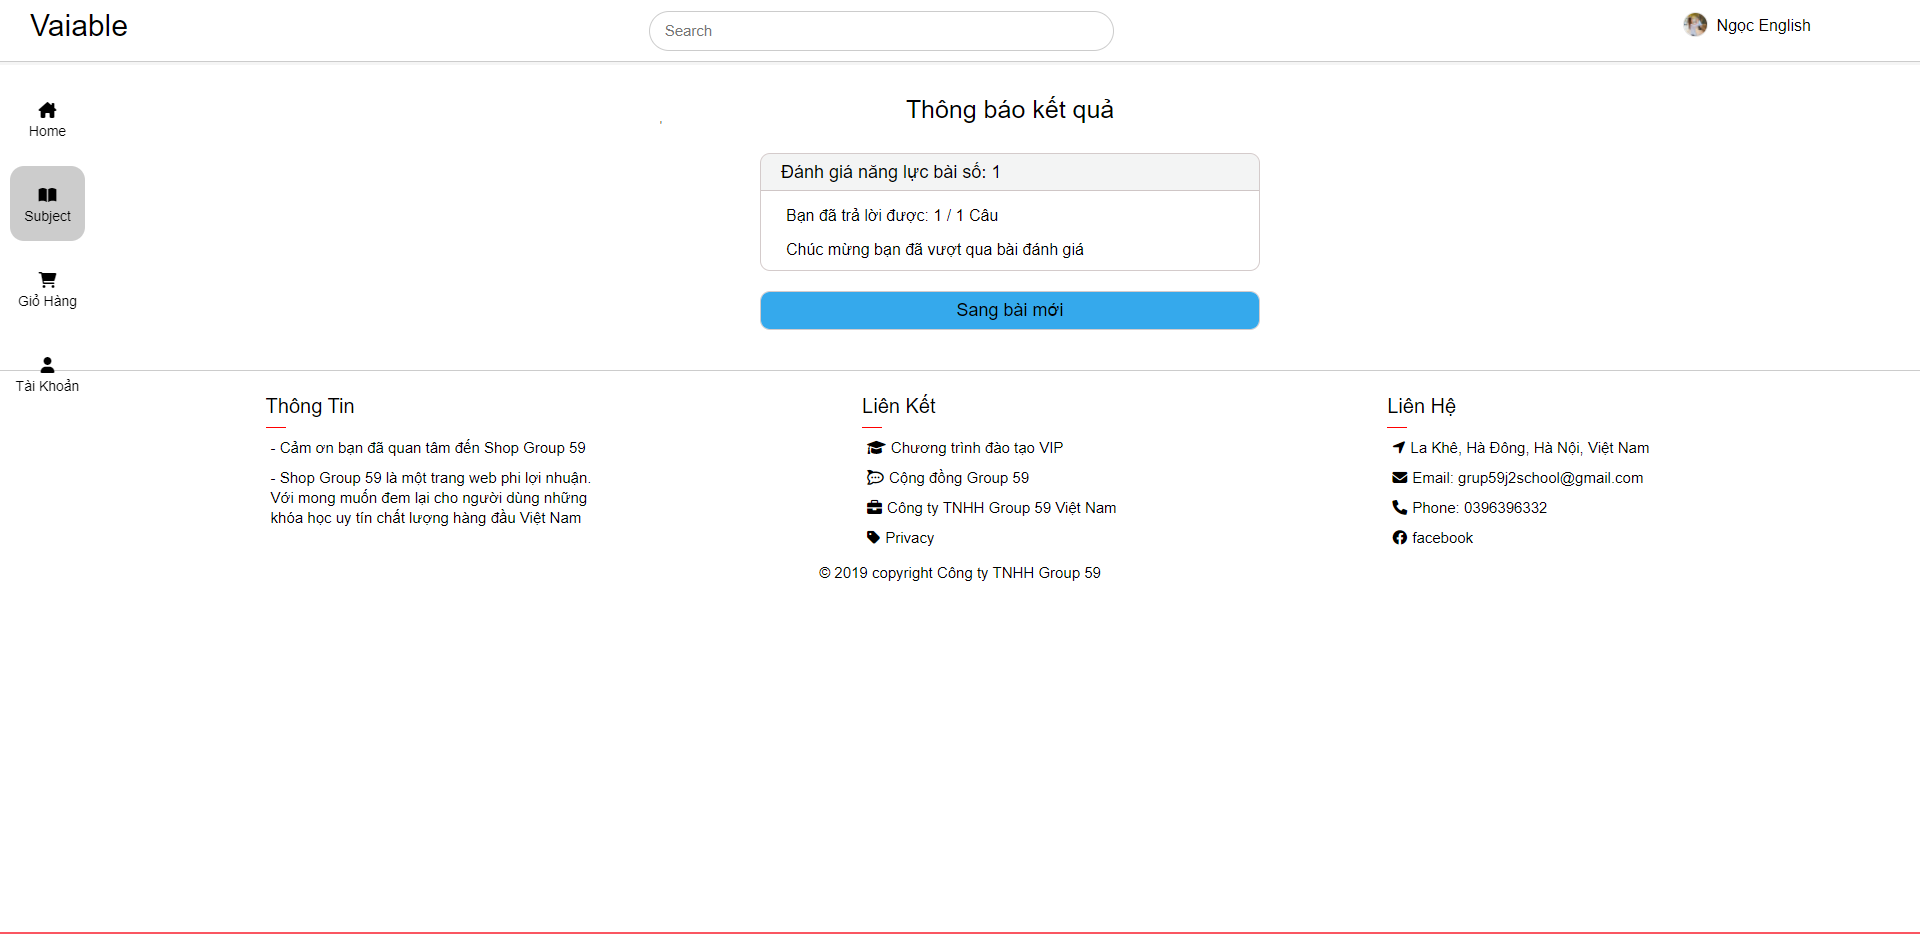 Vaiable
Search
Ngọc English
Home
Subject
Giỏ Hàng
Tài Khoản
Thông báo kết quả
Đánh giá năng lực bài số: 1
Bạn đã trả lời được: 1 / 1 Câu
Chúc mừng bạn đã vượt qua bài đánh giá
Sang bài mới
Thông Tin
- Cảm ơn bạn đã quan tâm đến Shop Group 59
- Shop Group 59 là một trang web phi lợi nhuận.
Với mong muốn đem lại cho người dùng những
khóa học uy tín chất lượng hàng đầu Việt Nam
Liên Kết
Chương trình đào tạo VIP
Cộng đồng Group 59
Công ty TNHH Group 59 Việt Nam
Privacy
Liên Hệ
La Khê, Hà Đông, Hà Nội, Việt Nam
Email: grup59j2school@gmail.com
Phone: 0396396332
facebook
© 2019 copyright Công ty TNHH Group 59